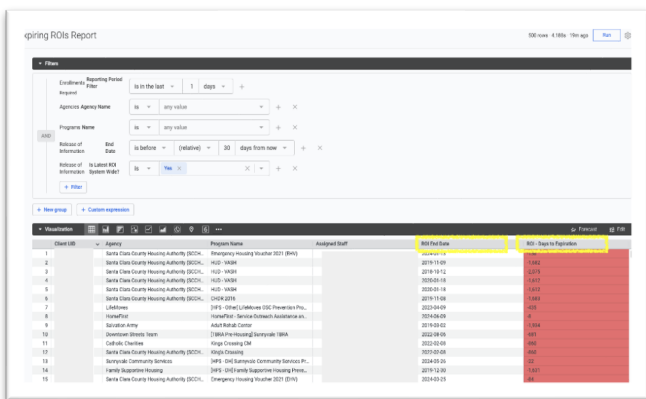 xpiring ROIs Report
500 rows · 4.188s · 19m ago Run
Filters
Enrollments Reporting Period Filter is in the last 1 days
Required
Agencies Agency Name is any value
Programs Name is any value
AND
Release of Information End Date is before (relative) 30 days from now
Release of Information Is Latest ROI System Wide? is Yes
+ Filter
+ New group + Custom expression
Visualization Forecast Edit
Client UID Agency Program Name Assigned Staff ROI End Date ROI - Days to Expiration
1 Santa Clara County Housing Authority (SCCH... Emergency Housing Voucher 2021 (EHV)
2 Santa Clara County Housing Authority (SCCH... HUD - VASH 2019-11-09
3 Santa Clara County Housing Authority (SCCH... HUD - VASH 2018-10-12
4 Santa Clara County Housing Authority (SCCH... HUD - VASH 2020-01-18
5 Santa Clara County Housing Authority (SCCH... HUD - VASH 2020-01-18
6 Santa Clara County Housing Authority (SCCH... CHDR 2016 2019-11-08
7 LifeMoves [HPS - Other] LifeMoves OSC Prevention Pro... 2023-04-09
8 HomeFirst HomeFirst - Service Outreach Assistance an... 2024-06-09
9 Salvation Army Adult Rehab Center 2019-03-02
10 Downtown Streets Team [TBRA Pre-Housing] Sunnyvale TBRA 2022-08-06
11 Catholic Charities Kings Crossing CM 2022-02-08
12 Santa Clara County Housing Authority (SCCH... King's Crossing 2022-02-08
13 Sunnyvale Community Services [HPS - DH] Sunnyvale Community Services Pr... 2024-05-26
14 Family Supportive Housing [HPS - DH] Family Supportive Housing Preve... 2019-12-30
15 Santa Clara County Housing Authority (SCCH... Emergency Housing Voucher 2021 (EHV) 2024-03-25